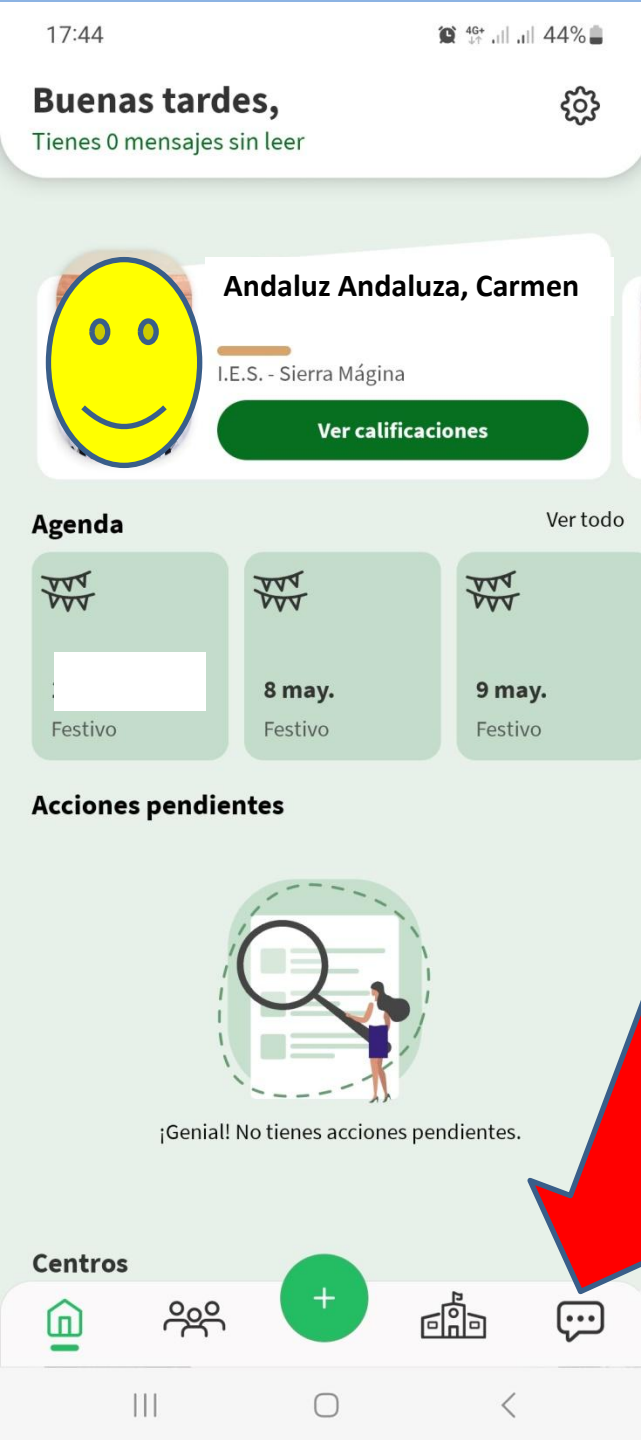 17:44
4G+ 44%
Buenas tardes,
Tienes 0 mensajes sin leer
Andaluz Andaluza, Carmen
I.E.S. - Sierra Mágina
Ver calificaciones
Agenda
Ver todo
8 may.
9 may.
Festivo
Festivo
Festivo
Acciones pendientes
¡Genial! No tienes acciones pendientes.
Centros